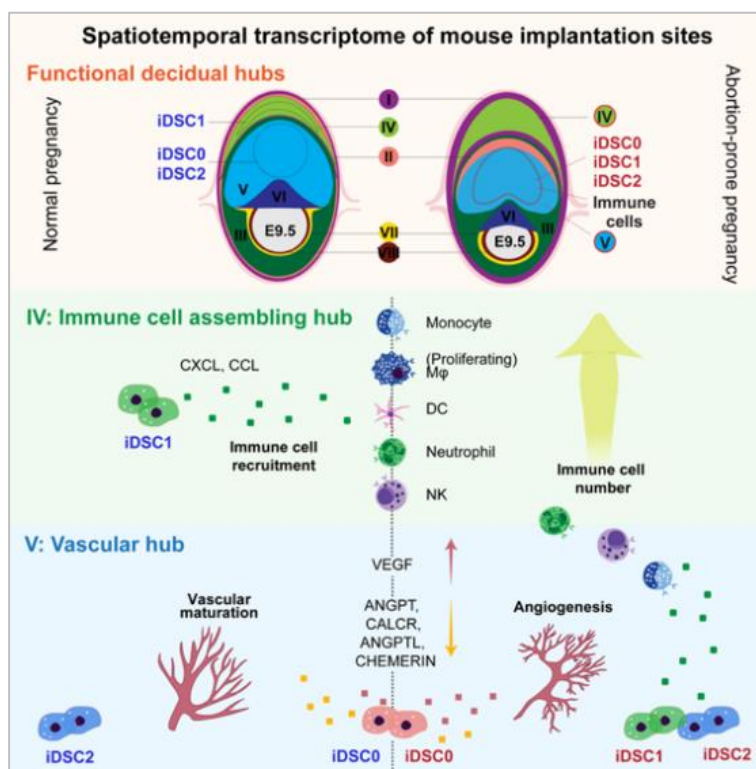 Spatiotemporal transcriptome of mouse implantation sites
Functional decidual hubs
Normal pregnancy
iDSC1
iDSC0
iDSC2
V
VI
III
E9.5
I
IV
II
VII
VIII
VI
III
E9.5
IV
iDSC0
iDSC1
iDSC2
Immune
cells
V
Abortion-prone pregnancy
IV: Immune cell assembling hub
CXCL, CCL
iDSC1
Immune cell
recruitment
Monocyte
(Proliferating)
Mφ
DC
Neutrophil
NK
Immune cell
number
V: Vascular hub
Vascular
maturation
VEGF
ANGPT,
CALCR,
ANGPTL,
CHEMERIN
Angiogenesis
iDSC2
iDSC0
iDSC0
iDSC1
iDSC2